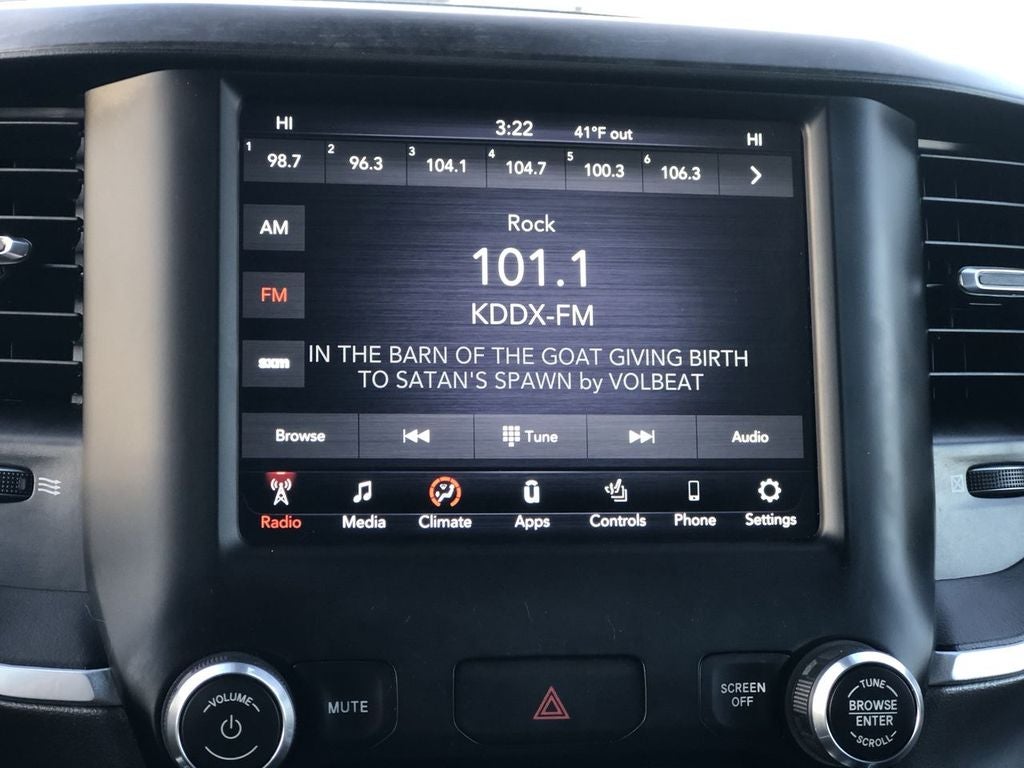 HI 3:22 41°F out HI
1 98.7 2 96.3 3 104.1 4 104.7 5 100.3 6 106.3
Rock
AM
101.1
FM
KDDX-FM
sxm
IN THE BARN OF THE GOAT GIVING BIRTH
TO SATAN'S SPAWN by VOLBEAT
Browse Tune Audio
Radio Media Climate Apps Controls Phone Settings
VOLUME
MUTE
SCREEN
OFF
TUNE
BROWSE
ENTER
SCROLL